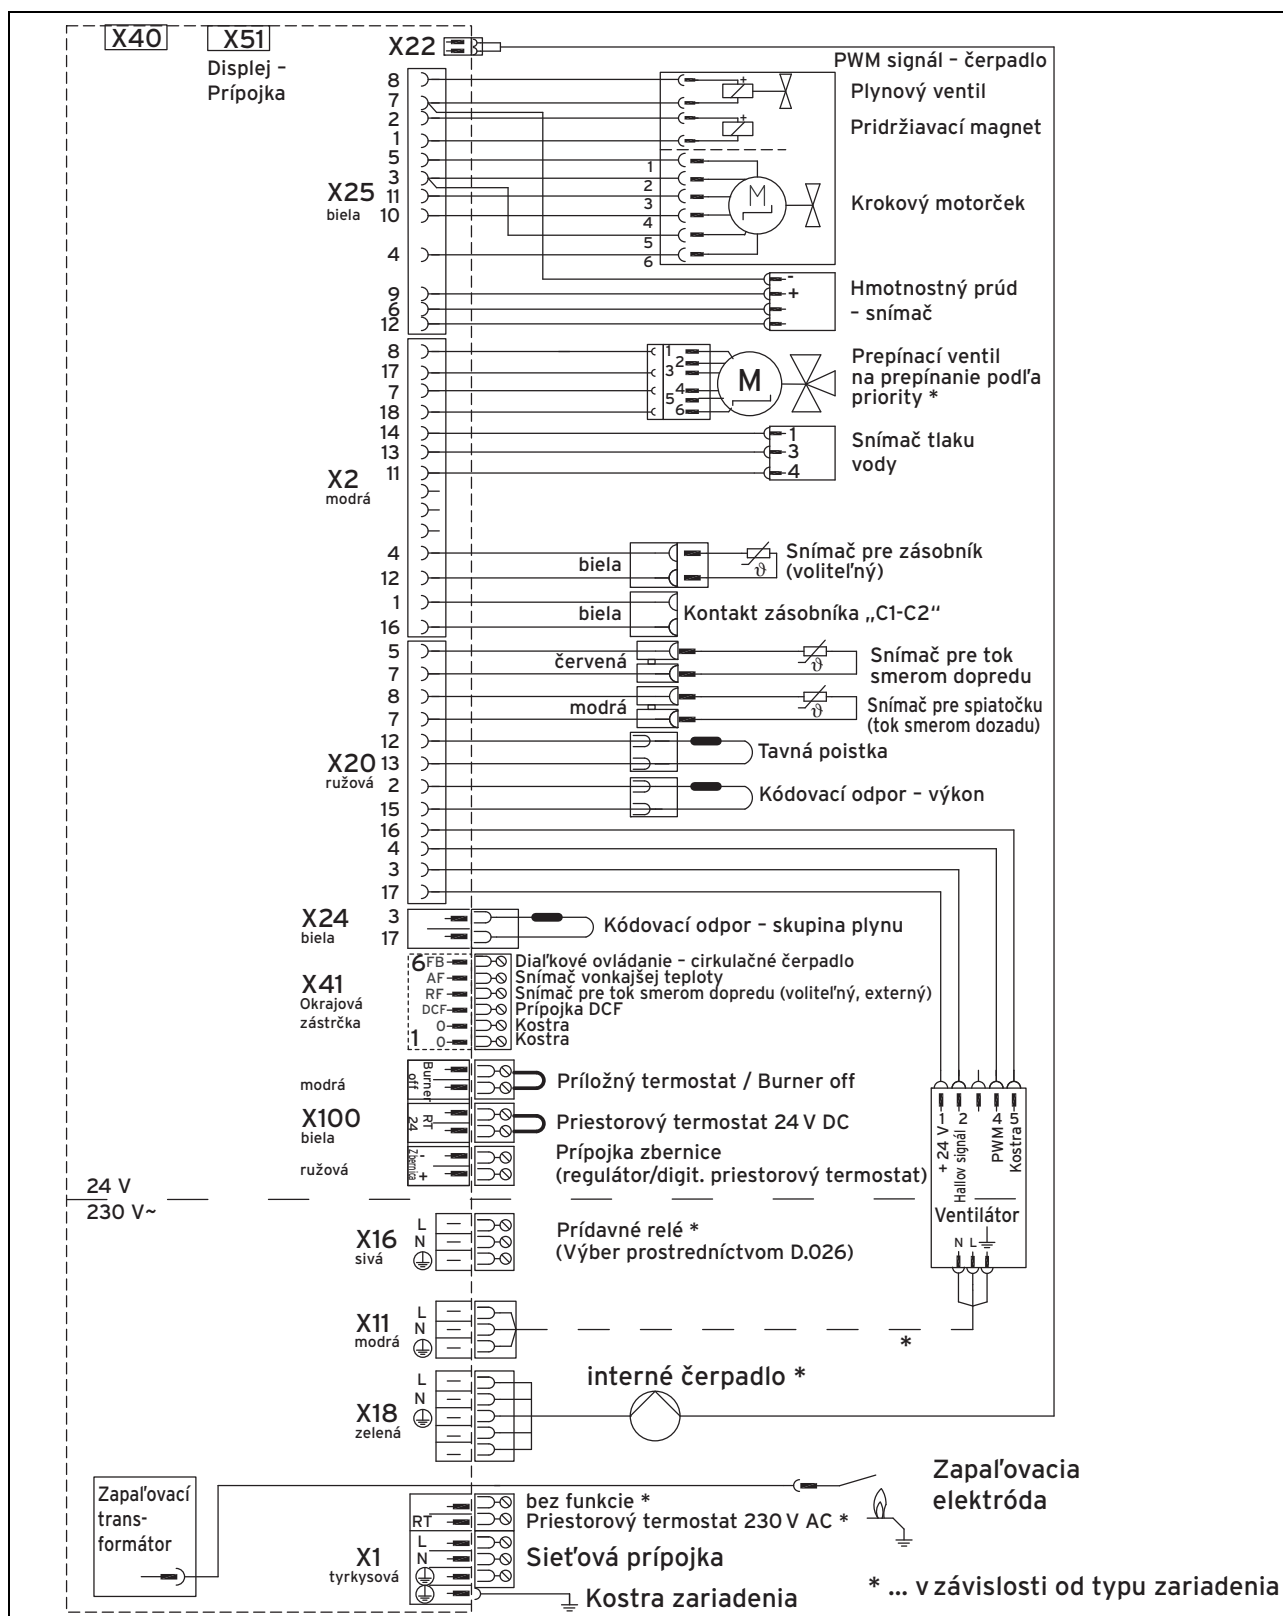 X40
X51
Displej –
Prípojka
X22
PWM signál – čerpadlo
8
7
2
1
5
3
11
10
4
9
6
12
X25
biela
Plynový ventil
+
Pridržiavací magnet
+
1
2
3
4
5
6
M
Krokový motorček
-
+
Hmotnostný prúd
– snímač
8
17
7
18
14
13
11
X2
modrá
4
12
1
16
1
2
3
4
5
6
M
Prepínací ventil
na prepínanie podľa
priority *
1
3
4
Snímač tlaku
vody
biela
ϑ
Snímač pre zásobník
(voliteľný)
biela
Kontakt zásobníka „C1-C2“
5
7
8
7
12
13
2
15
16
4
3
17
X20
ružová
červená
ϑ
Snímač pre tok
smerom dopredu
modrá
ϑ
Snímač pre spiatočku
(tok smerom dozadu)
Tavná poistka
Kódovací odpor – výkon
X24
biela
3
17
Kódovací odpor – skupina plynu
X41
Okrajová
zástrčka
6 FB Diaľkové ovládanie – cirkulačné čerpadlo
AF Snímač vonkajšej teploty
RF Snímač pre tok smerom dopredu (voliteľný, externý)
DCF Prípojka DCF
0 Kostra
1 0 Kostra
modrá
Burner
off
Príložný termostat / Burner off
X100
biela
RT
24
Priestorový termostat 24 V DC
ružová
Zbernica
-
+
Prípojka zbernice
(regulátor/digit. priestorový termostat)
1 2 4 5
+ 24 V
Hallov signál
PWM
Kostra
Ventilátor
N L
24 V
230 V~
X16
sivá
L
N
Prídavné relé *
(Výber prostredníctvom D.026)
X11
modrá
L
N
*
X18
zelená
L
N
interné čerpadlo *
Zapaľovací
trans-
formátor
Zapaľovacia
elektróda
X1
tyrkysová
bez funkcie *
RT Priestorový termostat 230 V AC *
L
N
Sieťová prípojka
Kostra zariadenia
* ... v závislosti od typu zariadenia